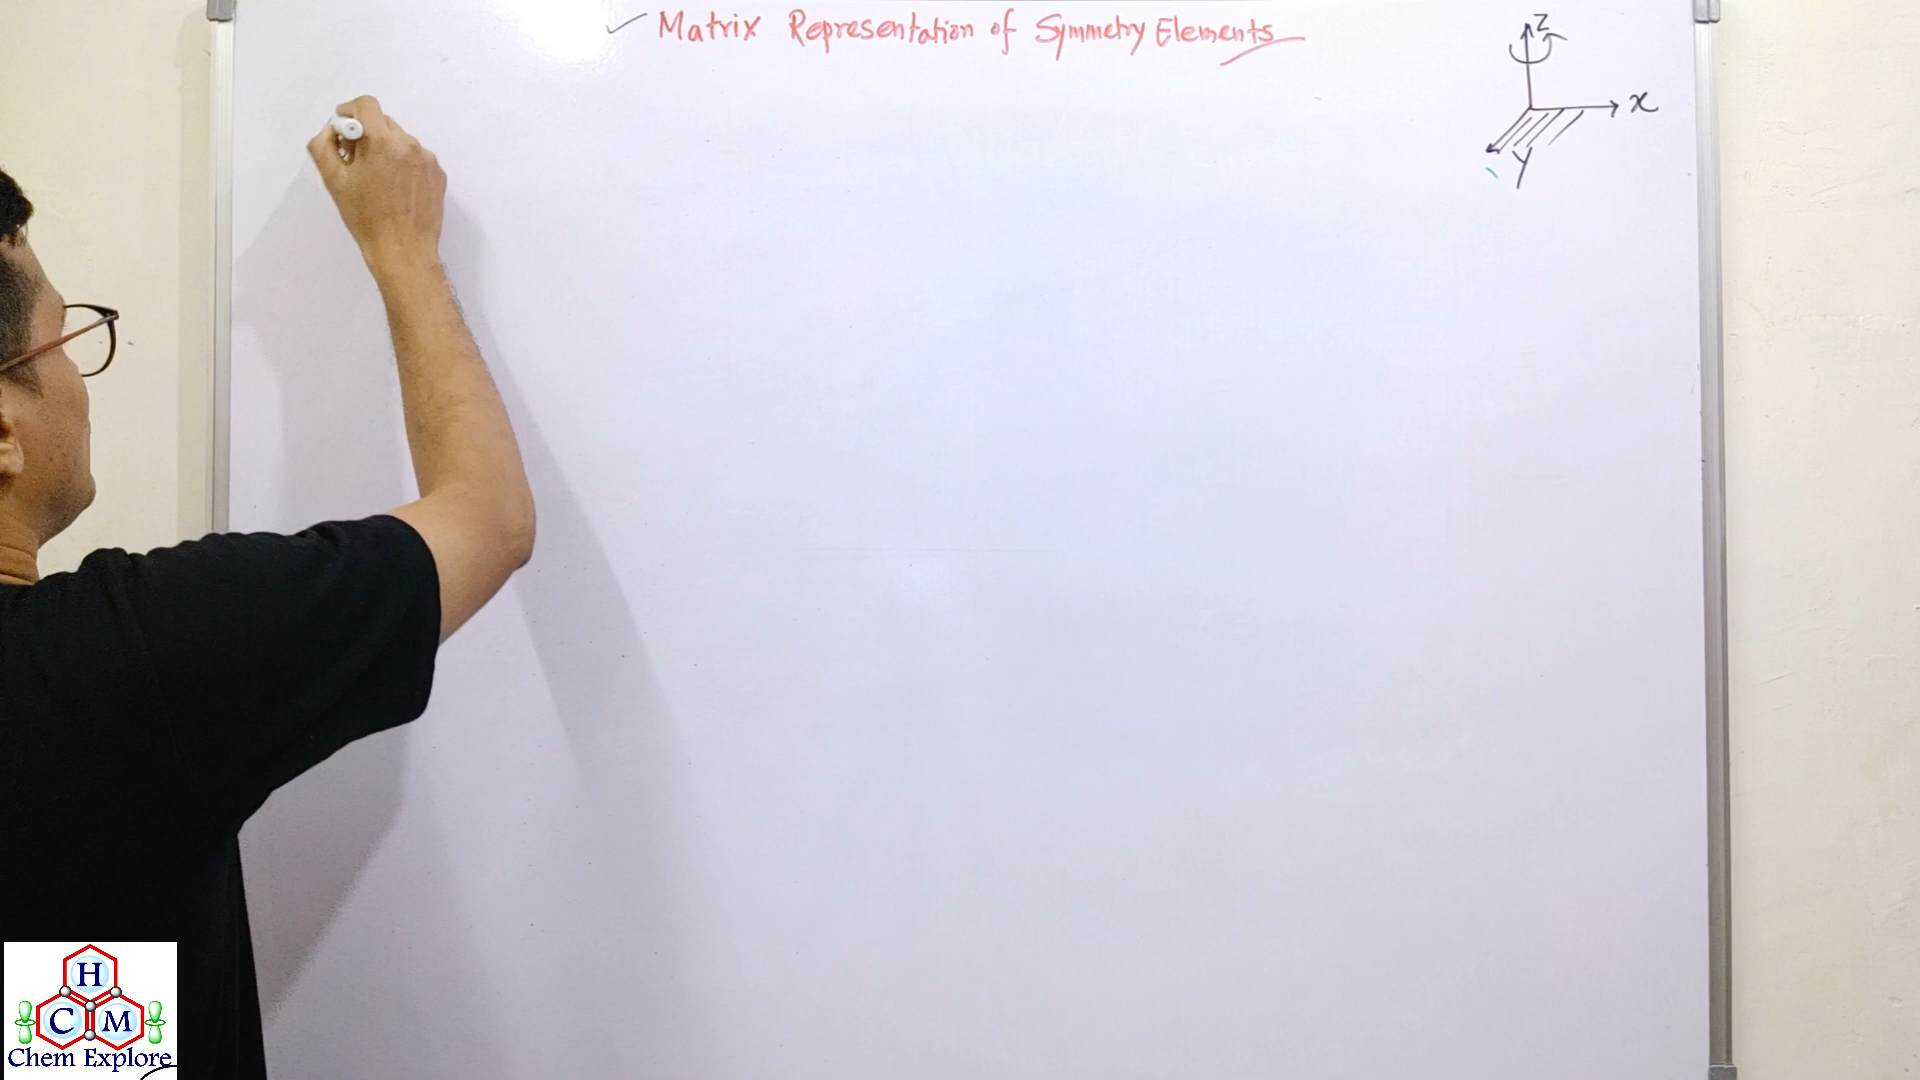 Matrix Representation of Symmetry Elements
Z
x
Y
H
C M
Chem Explore